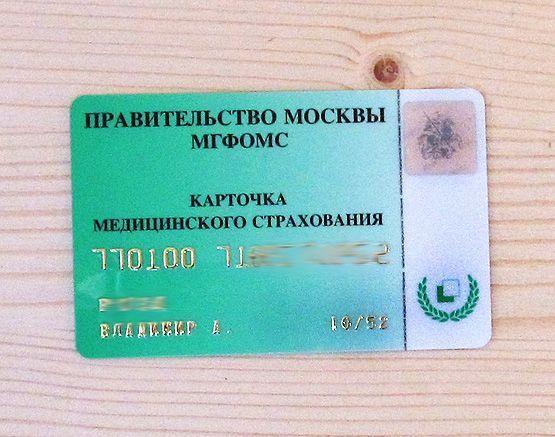 ПРАВИТЕЛЬСТВО МОСКВЫ
МГФОМС
КАРТОЧКА
МЕДИЦИНСКОГО СТРАХОВАНИЯ
770100
ВЛАДИМИР А.
10/52